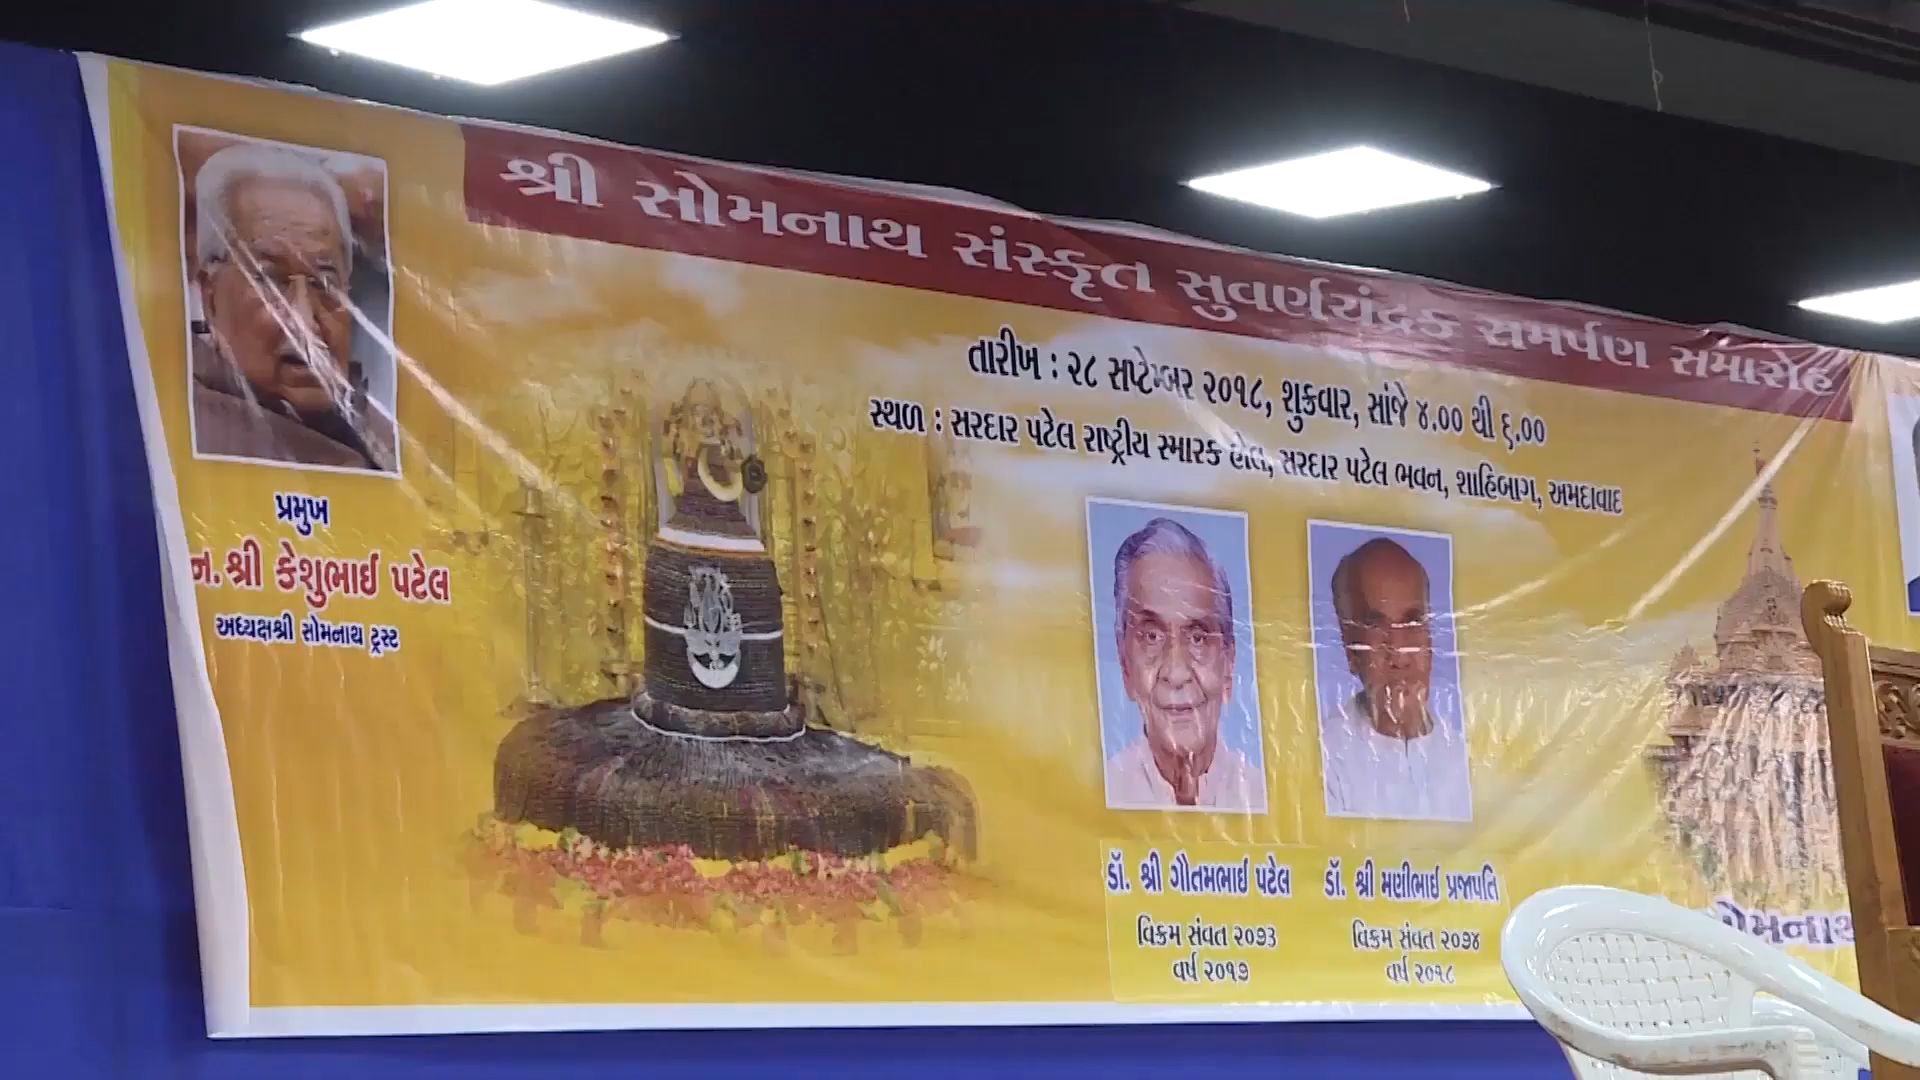 શ્રી સોમનાથ સંસ્કૃત સુવર્ણચંદ્રક સમર્પણ સમારોહ
તારીખ : ૨૮ સપ્ટેમ્બર ૨૦૧૮, શુક્રવાર, સાંજે ૪.૦૦ થી ૬.૦૦
સ્થળ : સરદાર પટેલ રાષ્ટ્રીય સ્મારક હોલ, સરદાર પટેલ ભવન, શાહિબાગ, અમદાવાદ
પ્રમુખ
ન. શ્રી કેશુભાઈ પટેલ
અધ્યક્ષશ્રી સોમનાથ ટ્રસ્ટ
ડૉ. શ્રી ગૌતમભાઈ પટેલ
વિક્રમ સંવત ૨૦૭૩
વર્ષ ૨૦૧૭
ડૉ. શ્રી મણીભાઈ પ્રજાપતિ
વિક્રમ સંવત ૨૦૭૪
વર્ષ ૨૦૧૮